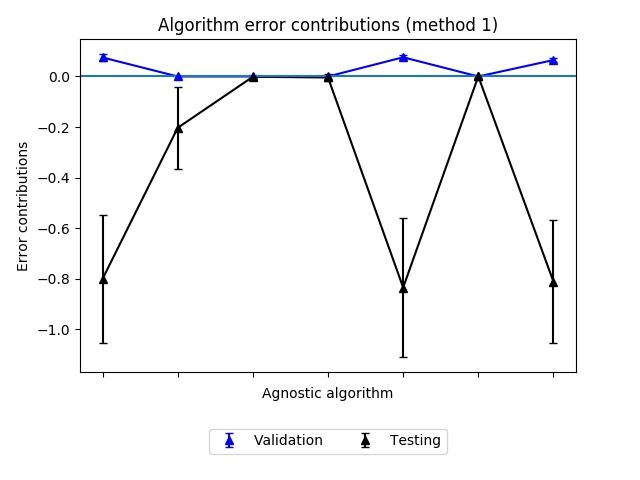 Algorithm error contributions (method 1)
0.0
−0.2
−0.4
−0.6
−0.8
−1.0
Error contributions
Agnostic algorithm
Validation Testing